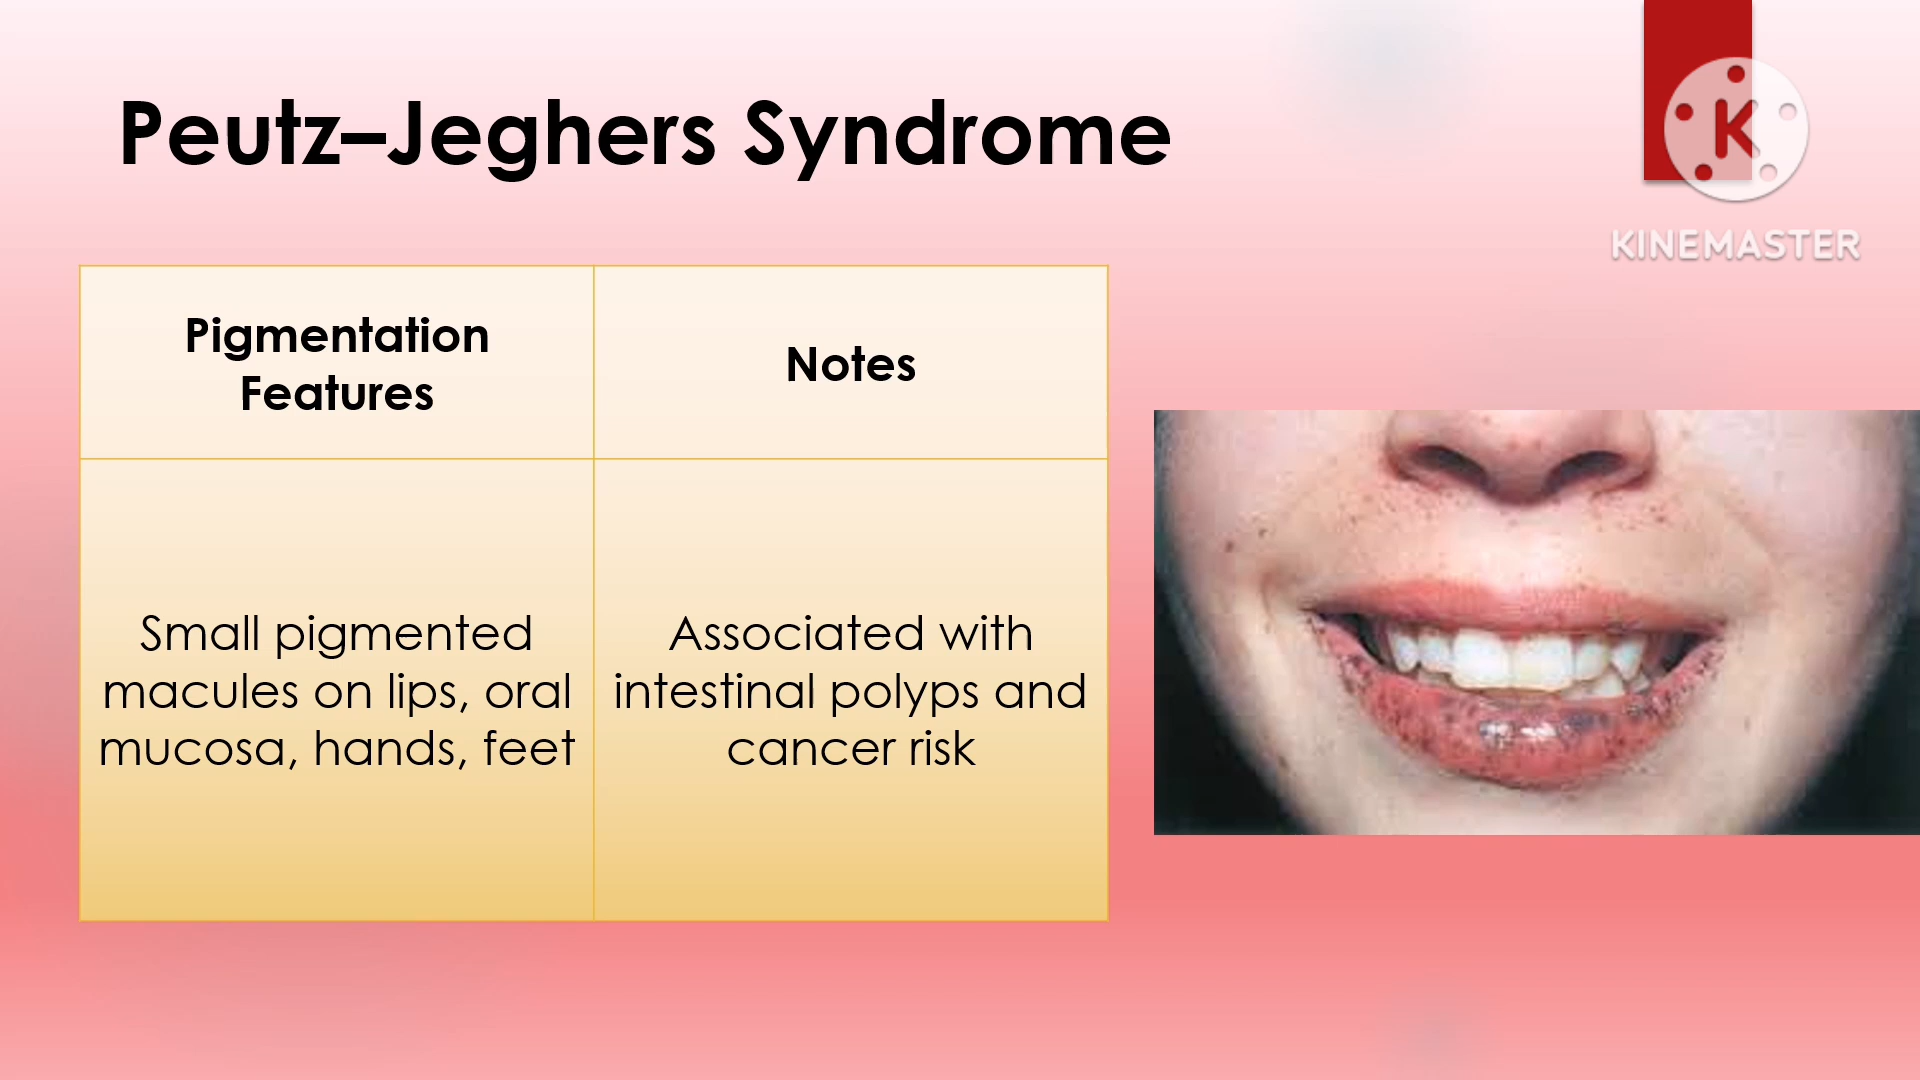 Peutz–Jeghers Syndrome
K
KINEMASTER
Pigmentation
Features
Notes
Small pigmented
macules on lips, oral
mucosa, hands, feet
Associated with
intestinal polyps and
cancer risk